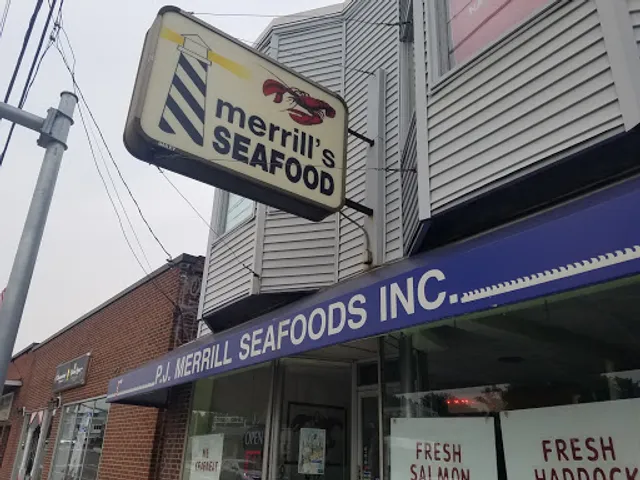 merrill's
SEAFOOD
P.J. MERRILL SEAFOODS INC.
OPEN
FRESH
SALMON
FRESH
HADDOCK